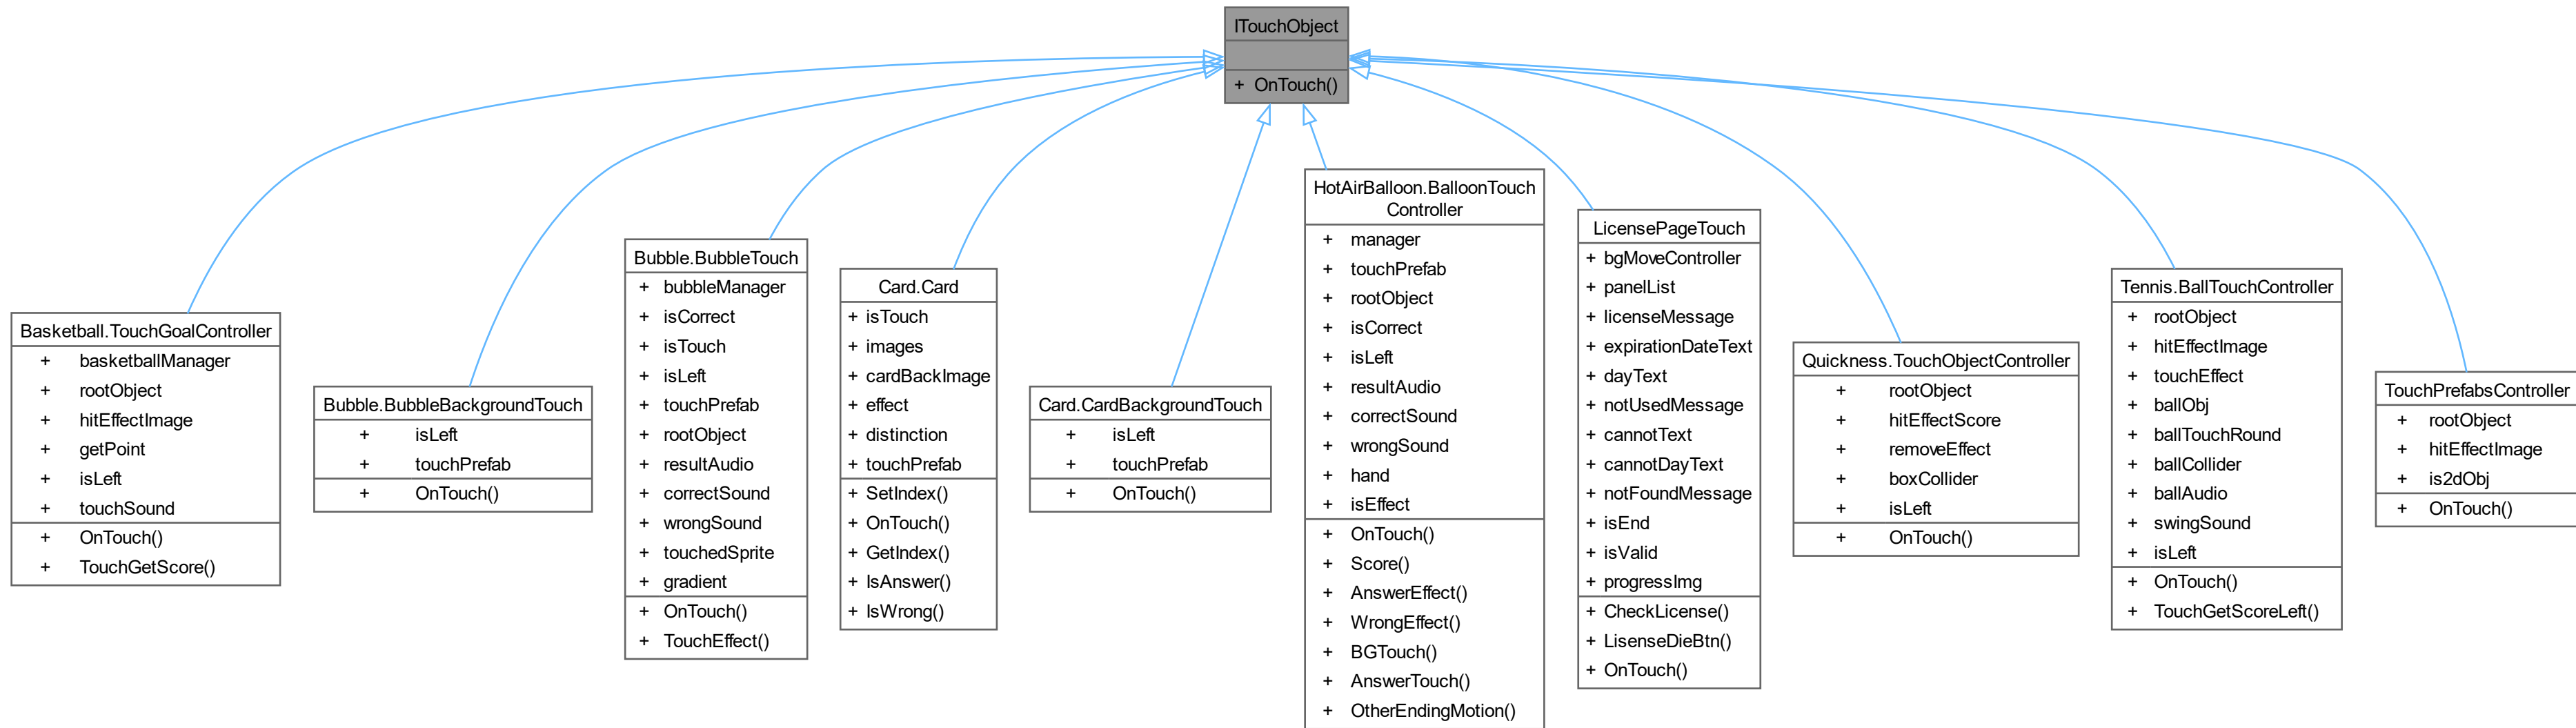 ITouchObject
+ OnTouch()
Basketball.TouchGoalController
+ basketballManager
+ rootObject
+ hitEffectImage
+ getPoint
+ isLeft
+ touchSound
+ OnTouch()
+ TouchGetScore()
Bubble.BubbleBackgroundTouch
+ isLeft
+ touchPrefab
+ OnTouch()
Bubble.BubbleTouch
+ bubbleManager
+ isCorrect
+ isTouch
+ isLeft
+ touchPrefab
+ rootObject
+ resultAudio
+ correctSound
+ wrongSound
+ touchedSprite
+ gradient
+ OnTouch()
+ TouchEffect()
Card.Card
+ isTouch
+ images
+ cardBackImage
+ effect
+ distinction
+ touchPrefab
+ SetIndex()
+ OnTouch()
+ GetIndex()
+ IsAnswer()
+ IsWrong()
Card.CardBackgroundTouch
+ isLeft
+ touchPrefab
+ OnTouch()
HotAirBalloon.BalloonTouch
Controller
+ manager
+ touchPrefab
+ rootObject
+ isCorrect
+ isLeft
+ resultAudio
+ correctSound
+ wrongSound
+ hand
+ isEffect
+ OnTouch()
+ Score()
+ AnswerEffect()
+ WrongEffect()
+ BGTouch()
+ AnswerTouch()
+ OtherEndingMotion()
LicensePageTouch
+ bgMoveController
+ panelList
+ licenseMessage
+ expirationDateText
+ dayText
+ notUsedMessage
+ cannotText
+ cannotDayText
+ notFoundMessage
+ isEnd
+ isValid
+ progressImg
+ CheckLicense()
+ LisenseDieBtn()
+ OnTouch()
Quickness.TouchObjectController
+ rootObject
+ hitEffectScore
+ removeEffect
+ boxCollider
+ isLeft
+ OnTouch()
Tennis.BallTouchController
+ rootObject
+ hitEffectImage
+ touchEffect
+ ballObj
+ ballTouchRound
+ ballCollider
+ ballAudio
+ swingSound
+ isLeft
+ OnTouch()
+ TouchGetScoreLeft()
TouchPrefabsController
+ rootObject
+ hitEffectImage
+ is2dObj
+ OnTouch()